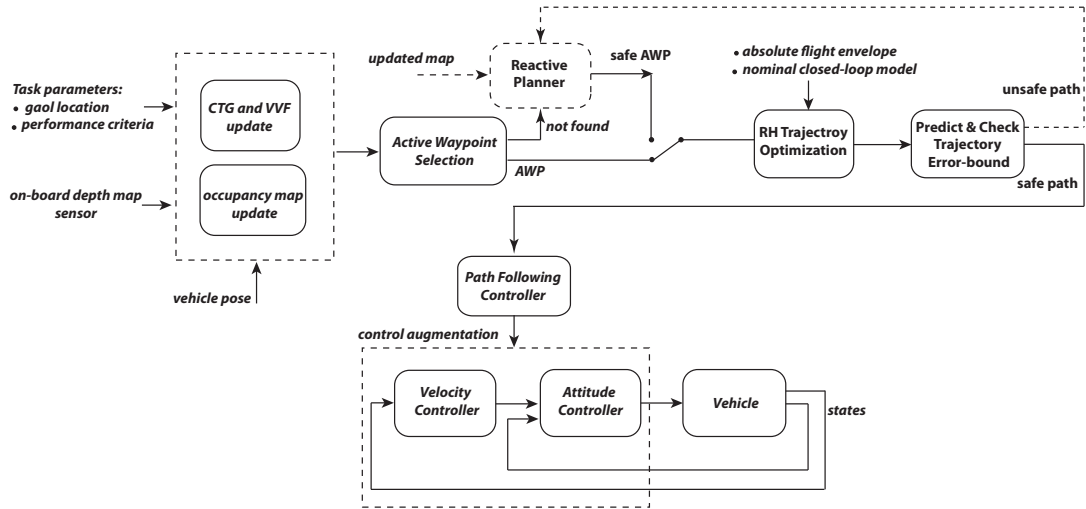 Task parameters:
• gaol location
• performance criteria
on-board depth map
sensor
CTG and VVF
update
occupancy map
update
vehicle pose
updated map
Reactive
Planner
safe AWP
not found
Active Waypoint
Selection
AWP
• absolute flight envelope
• nominal closed-loop model
RH Trajectroy
Optimization
Predict & Check
Trajectory
Error-bound
unsafe path
safe path
Path Following
Controller
control augmentation
Velocity
Controller
Attitude
Controller
Vehicle
states